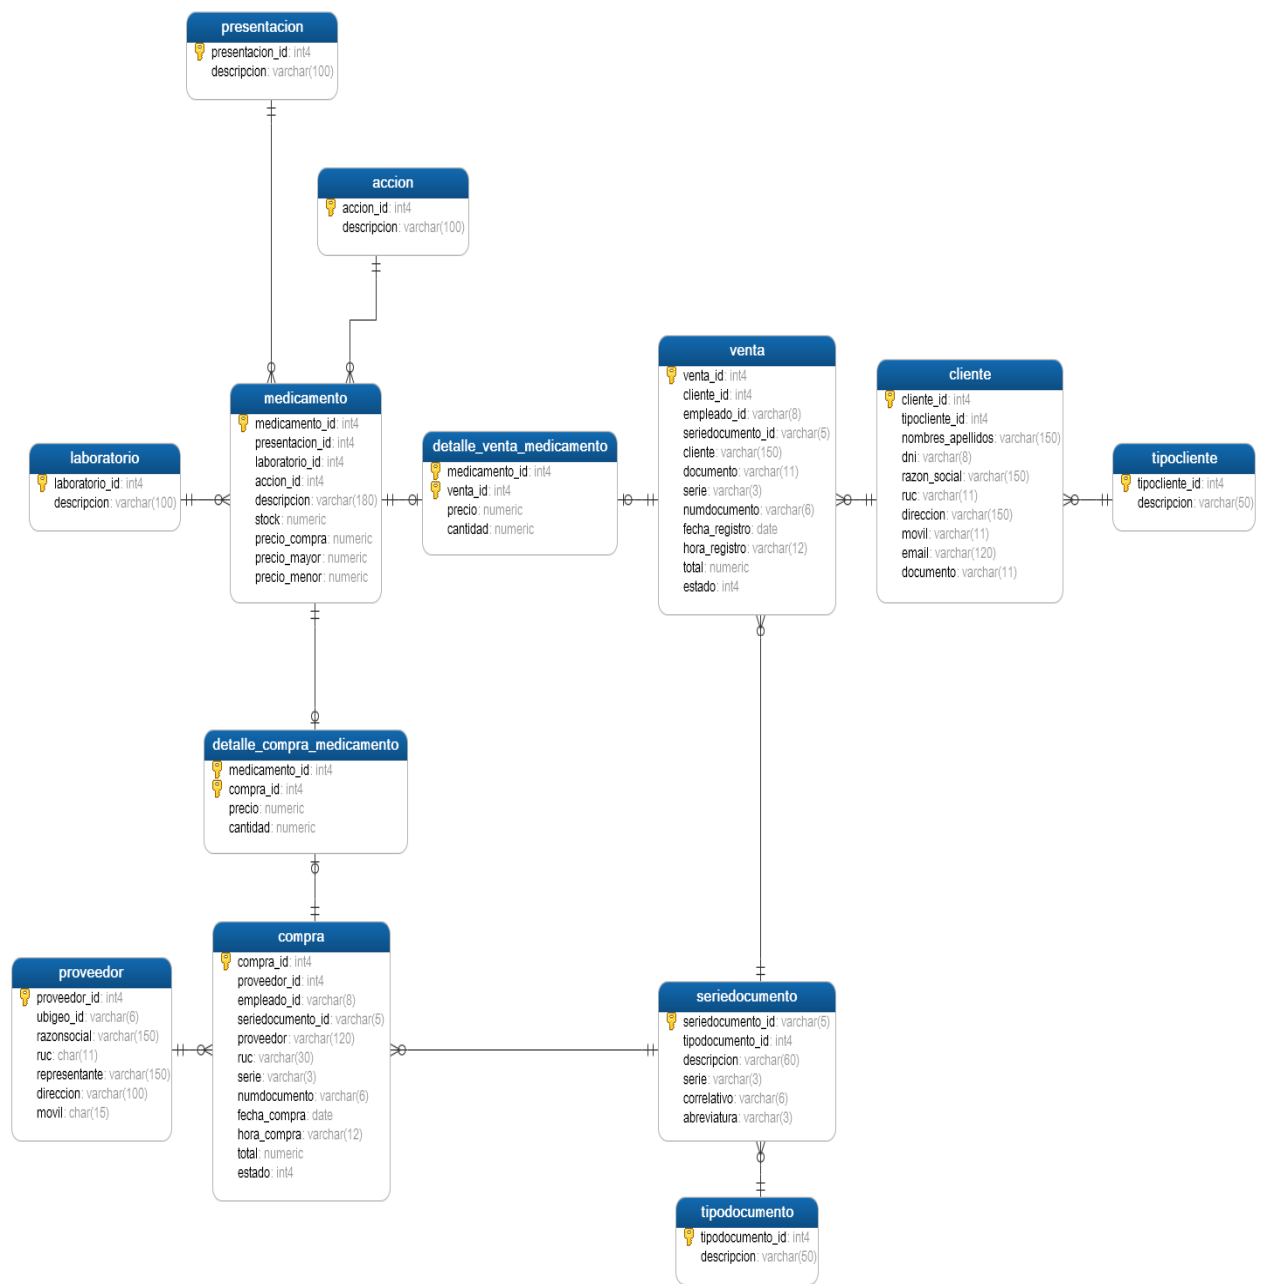 presentacion
presentacion_id: int4
descripcion: varchar(100)
accion
accion_id: int4
descripcion: varchar(100)
medicamento
medicamento_id: int4
presentacion_id: int4
laboratorio_id: int4
accion_id: int4
descripcion: varchar(180)
stock: numeric
precio_compra: numeric
precio_mayor: numeric
precio_menor: numeric
laboratorio
laboratorio_id: int4
descripcion: varchar(100)
detalle_venta_medicamento
medicamento_id: int4
venta_id: int4
precio: numeric
cantidad: numeric
venta
venta_id: int4
cliente_id: int4
empleado_id: varchar(8)
seriedocumento_id: varchar(5)
cliente: varchar(150)
documento: varchar(11)
serie: varchar(3)
numdocumento: varchar(6)
fecha_registro: date
hora_registro: varchar(12)
total: numeric
estado: int4
cliente
cliente_id: int4
tipocliente_id: int4
nombres_apellidos: varchar(150)
dni: varchar(8)
razon_social: varchar(150)
ruc: varchar(11)
direccion: varchar(150)
movil: varchar(11)
email: varchar(120)
documento: varchar(11)
tipocliente
tipocliente_id: int4
descripcion: varchar(50)
detalle_compra_medicamento
medicamento_id: int4
compra_id: int4
precio: numeric
cantidad: numeric
proveedor
proveedor_id: int4
ubigeo_id: varchar(6)
razonsocial: varchar(150)
ruc: char(11)
representante: varchar(150)
direccion: varchar(100)
movil: char(15)
compra
compra_id: int4
proveedor_id: int4
empleado_id: varchar(8)
seriedocumento_id: varchar(5)
proveedor: varchar(120)
ruc: varchar(30)
serie: varchar(3)
numdocumento: varchar(6)
fecha_compra: date
hora_compra: varchar(12)
total: numeric
estado: int4
seriedocumento
seriedocumento_id: varchar(5)
tipodocumento_id: int4
descripcion: varchar(60)
serie: varchar(3)
correlativo: varchar(6)
abreviatura: varchar(3)
tipodocumento
tipodocumento_id: int4
descripcion: varchar(50)